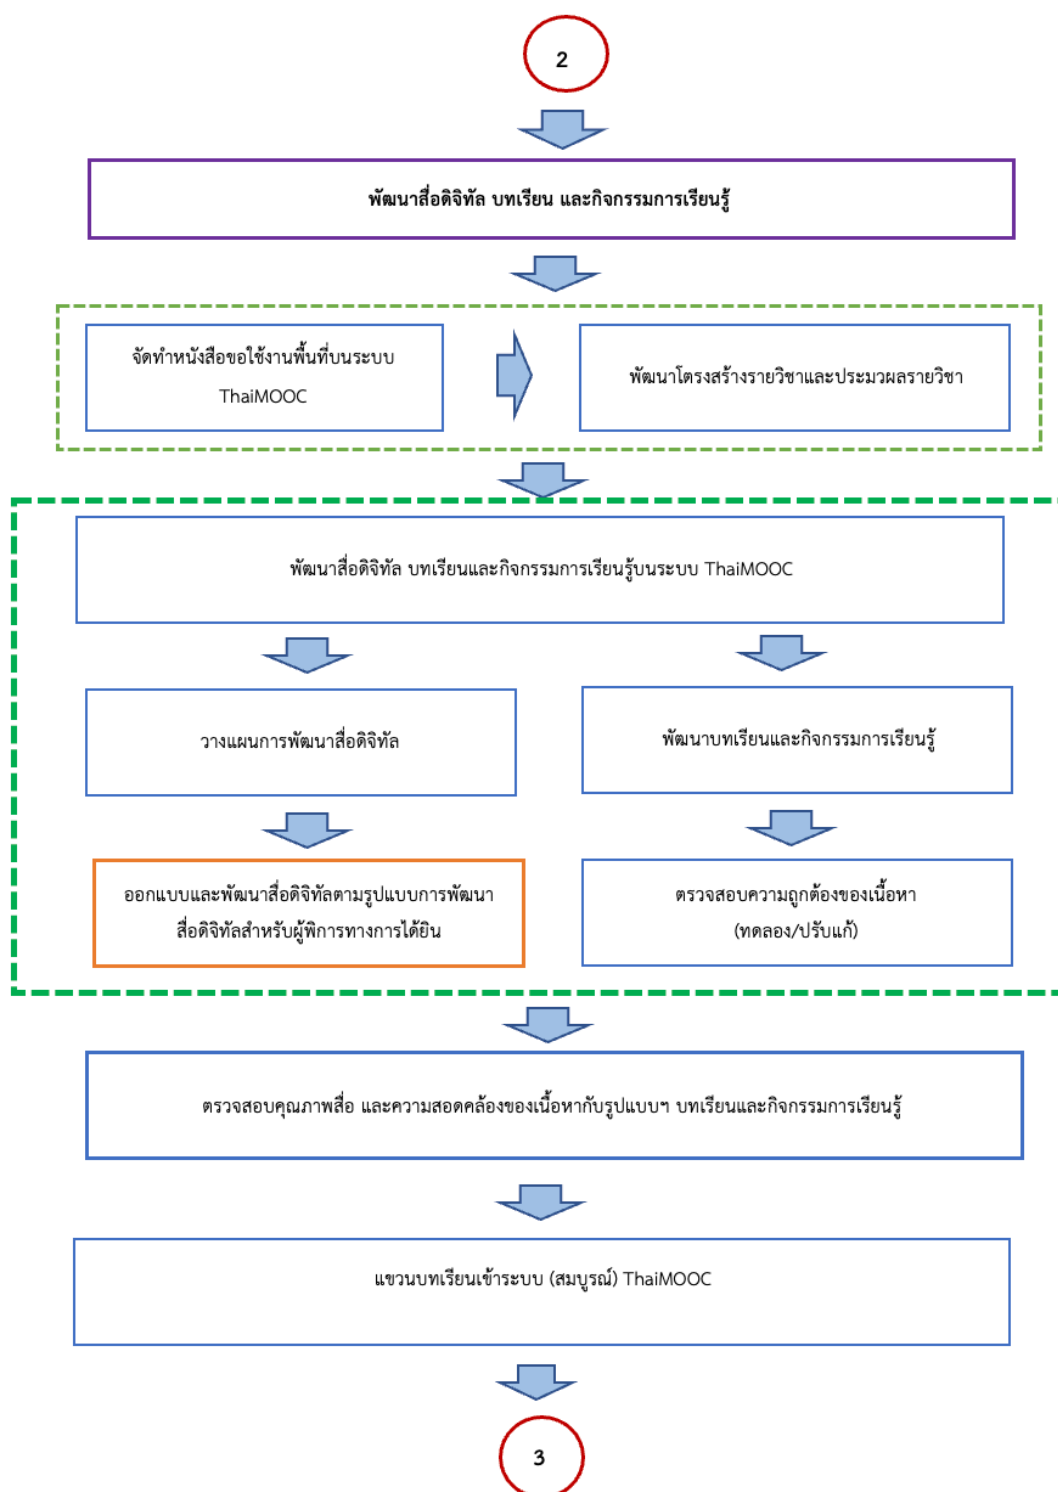 2
พัฒนาสื่อดิจิทัล บทเรียน และกิจกรรมการเรียนรู้
จัดทำหนังสือขอใช้งานพื้นที่บนระบบ
ThaiMOOC
พัฒนาโตรงสร้างรายวิชาและประมวผลรายวิชา
พัฒนาสื่อดิจิทัล บทเรียนและกิจกรรมการเรียนรู้บนระบบ ThaiMOOC
วางแผนการพัฒนาสื่อดิจิทัล
พัฒนาบทเรียนและกิจกรรมการเรียนรู้
ออกแบบและพัฒนาสื่อดิจิทัลตามรูปแบบการพัฒนา
สื่อดิจิทัลสำหรับผู้พิการทางการได้ยิน
ตรวจสอบความถูกต้องของเนื้อหา
(ทดลอง/ปรับแก้)
ตรวจสอบคุณภาพสื่อ และความสอดคล้องของเนื้อหากับรูปแบบฯ บทเรียนและกิจกรรมการเรียนรู้
แขวนบทเรียนเข้าระบบ (สมบูรณ์) ThaiMOOC
3